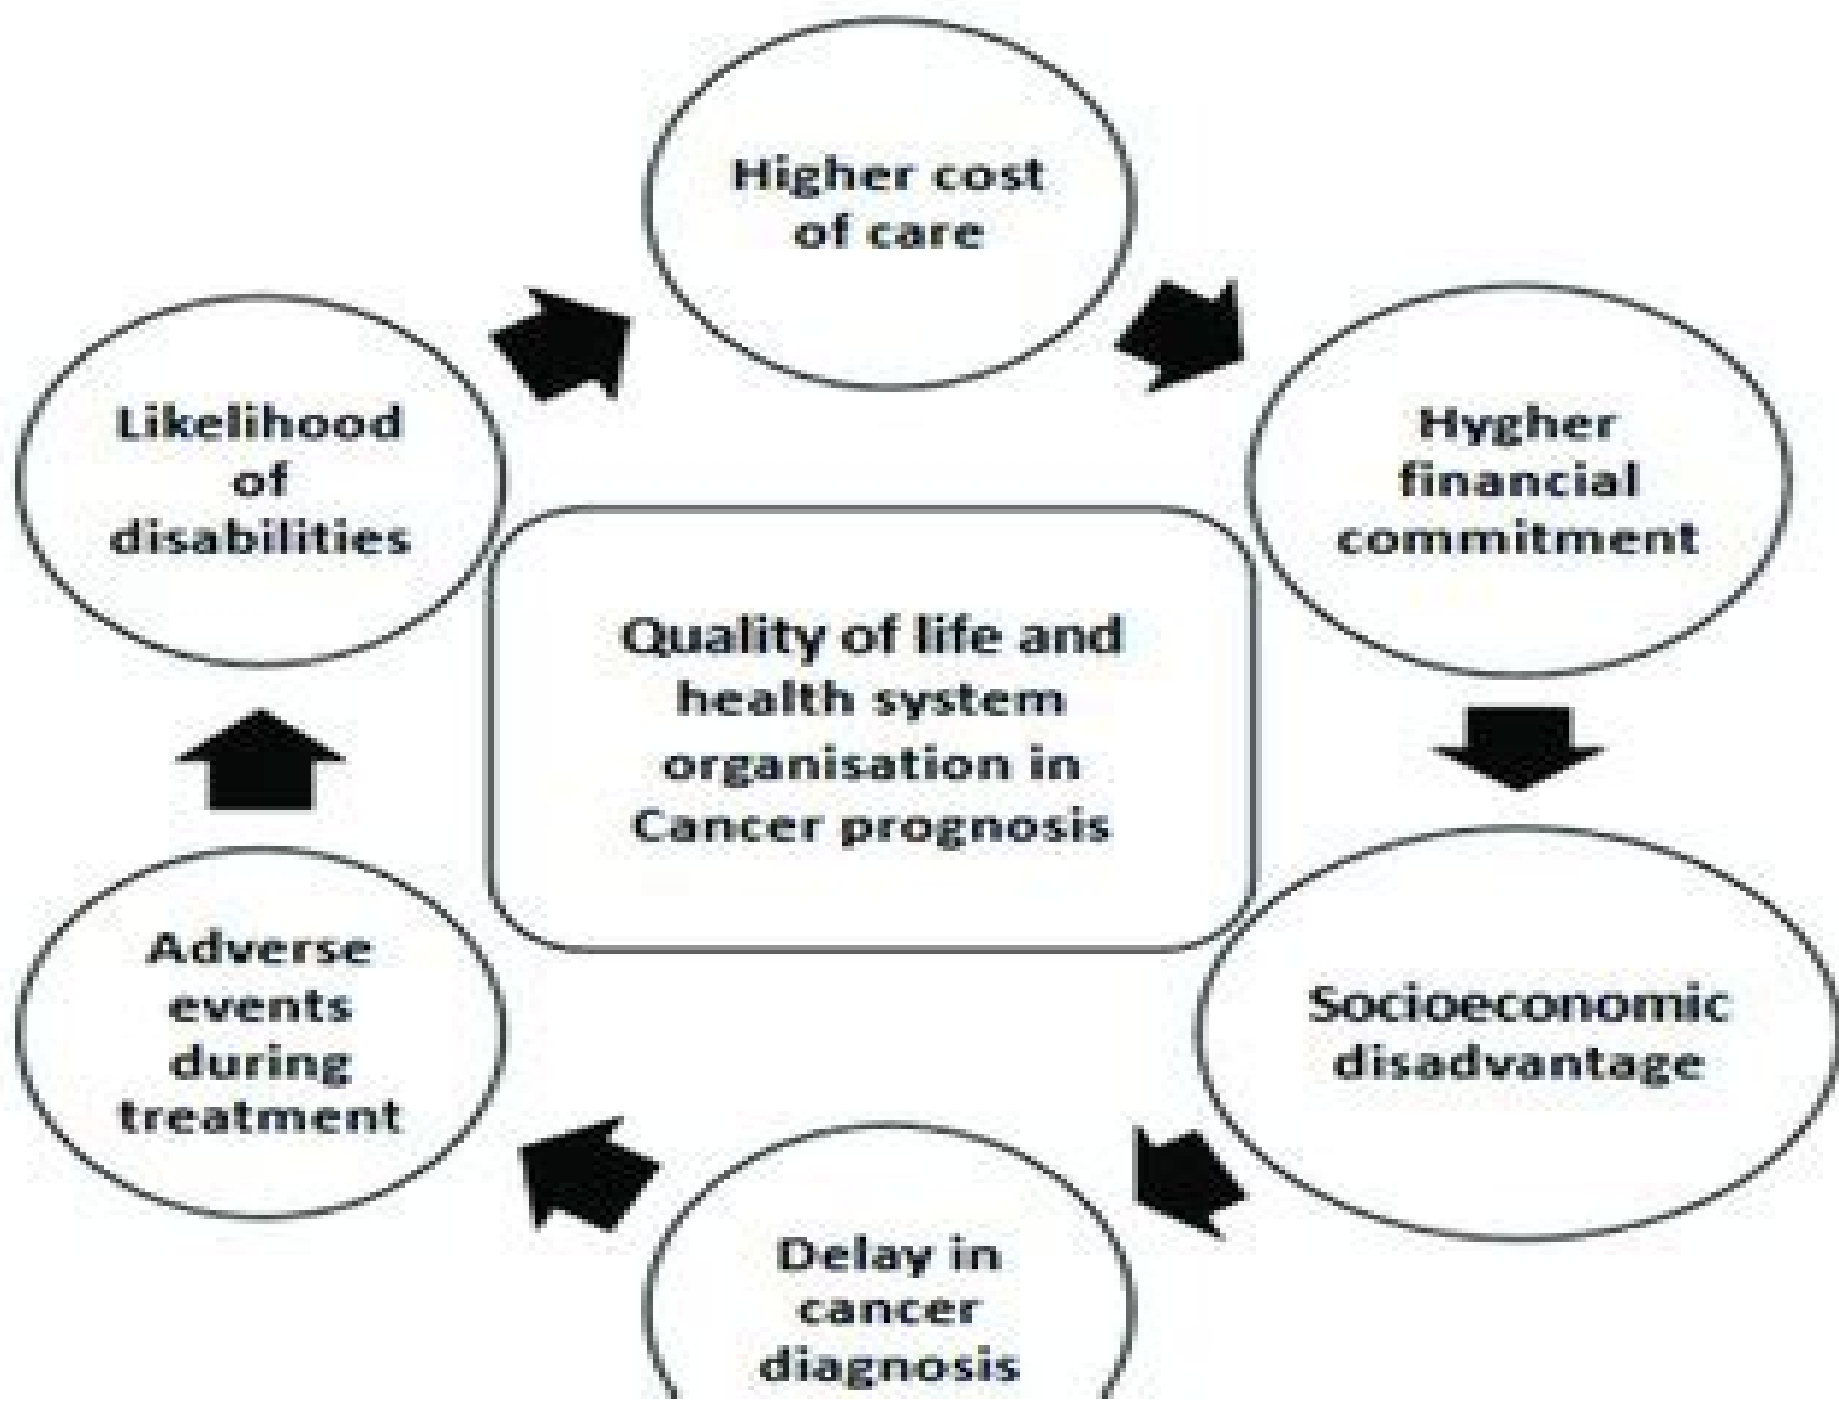 Higher cost
of care
Hygher
financial
commitment
Socioeconomic
disadvantage
Delay in
cancer
diagnosis
Adverse
events
during
treatment
Likelihood
of
disabilities
Quality of life and
health system
organisation in
Cancer prognosis